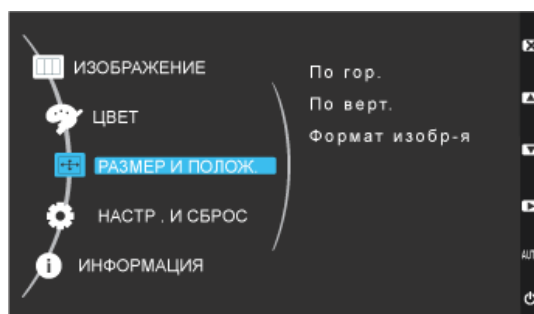 ИЗОБРАЖЕНИЕ
ЦВЕТ
РАЗМЕР И ПОЛОЖ.
НАСТР . И СБРОС
ИНФОРМАЦИЯ
По гор.
По верт.
Формат изобр-я